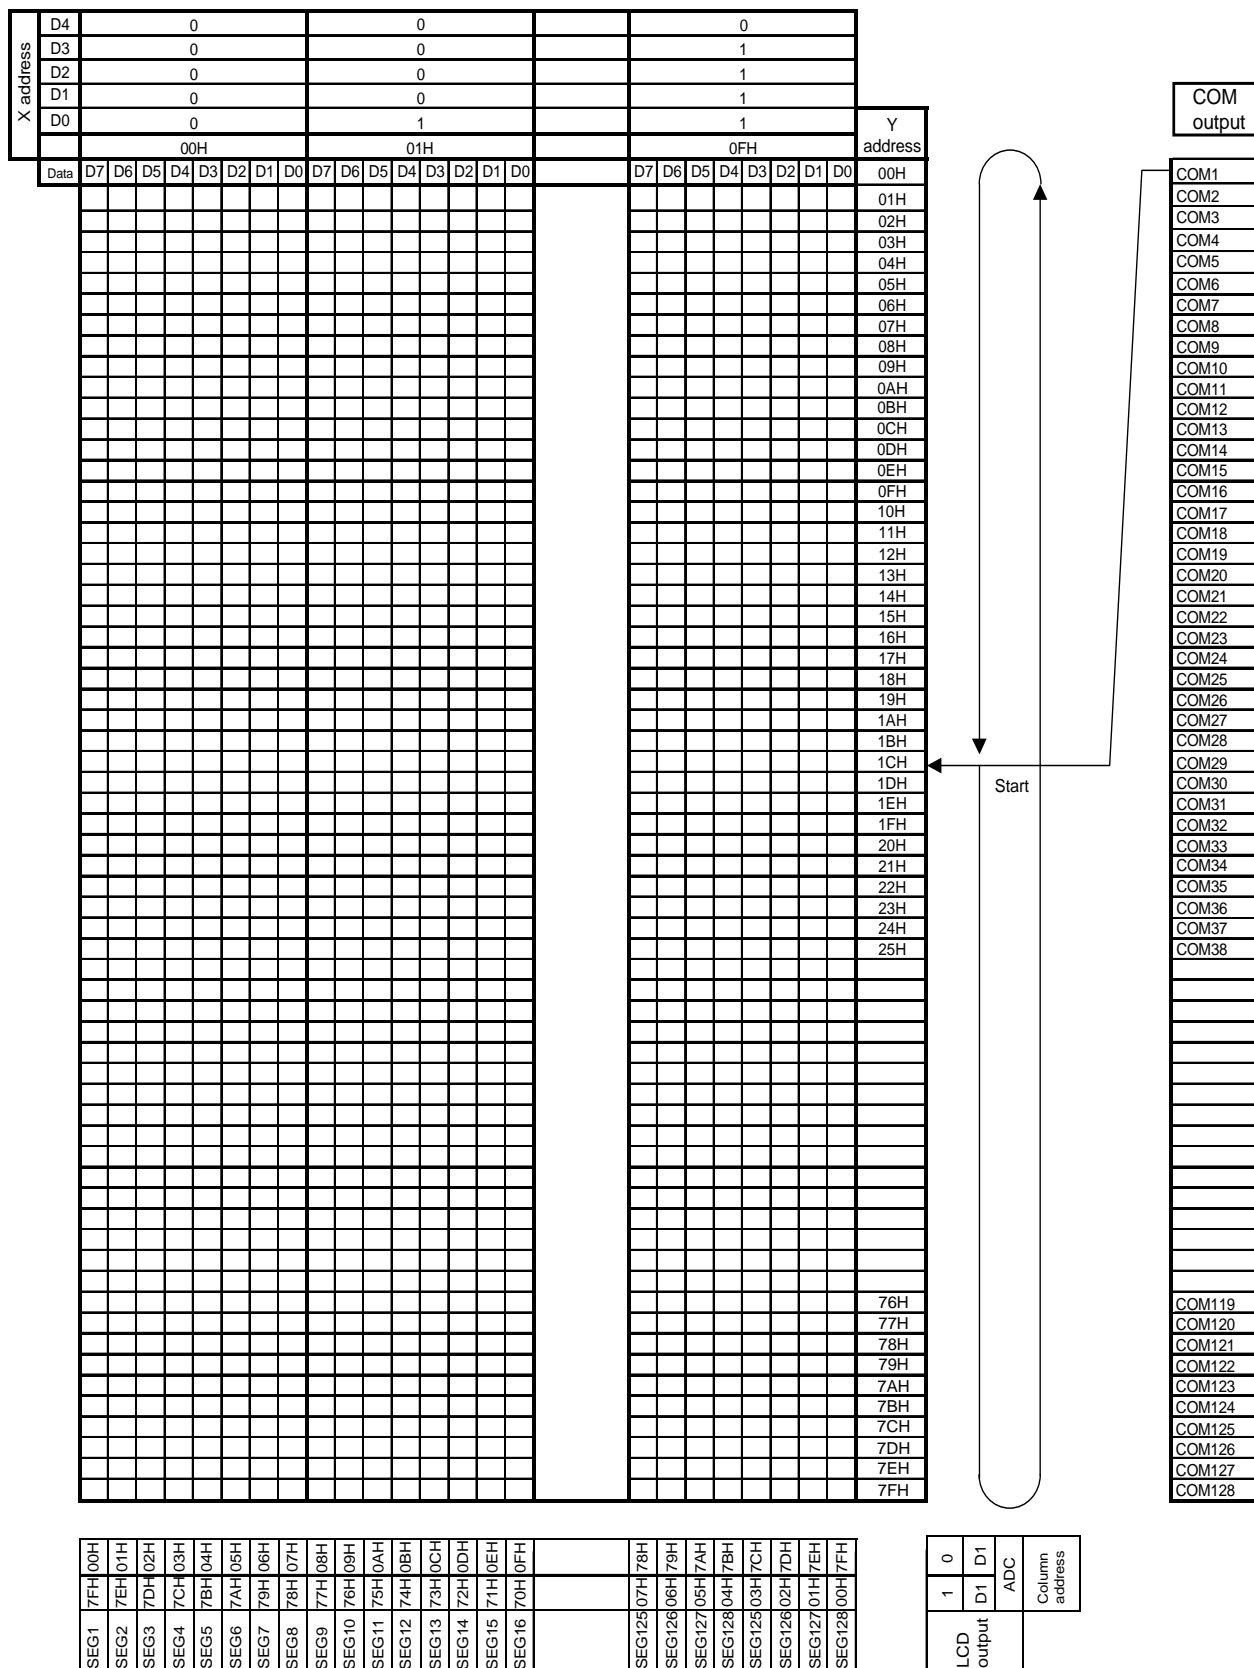 X address
D4 0 0 0
D3 0 0 1
D2 0 0 1
D1 0 0 1
D0 0 1 1
00H 01H 0FH
Y
address
COM
output
Data D7 D6 D5 D4 D3 D2 D1 D0 D7 D6 D5 D4 D3 D2 D1 D0 D7 D6 D5 D4 D3 D2 D1 D0 00H COM1
01H COM2
02H COM3
03H COM4
04H COM5
05H COM6
06H COM7
07H COM8
08H COM9
09H COM10
0AH COM11
0BH COM12
0CH COM13
0DH COM14
0EH COM15
0FH COM16
10H COM17
11H COM18
12H COM19
13H COM20
14H COM21
15H COM22
16H COM23
17H COM24
18H COM25
19H COM26
1AH COM27
1BH COM28
1CH COM29
1DH Start COM30
1EH COM31
1FH COM32
20H COM33
21H COM34
22H COM35
23H COM36
24H COM37
25H COM38
76H COM119
77H COM120
78H COM121
79H COM122
7AH COM123
7BH COM124
7CH COM125
7DH COM126
7EH COM127
7FH COM128
SEG1 7FH 00H
SEG2 7EH 01H
SEG3 7DH 02H
SEG4 7CH 03H
SEG5 7BH 04H
SEG6 7AH 05H
SEG7 79H 06H
SEG8 78H 07H
SEG9 77H 08H
SEG10 76H 09H
SEG11 75H 0AH
SEG12 74H 0BH
SEG13 73H 0CH
SEG14 72H 0DH
SEG15 71H 0EH
SEG16 70H 0FH
SEG125 07H 78H
SEG126 06H 79H
SEG127 05H 7AH
SEG128 04H 7BH
SEG125 03H 7CH
SEG126 02H 7DH
SEG127 01H 7EH
SEG128 00H 7FH
1 0
D1 D1
ADC
Column
address
LCD
output